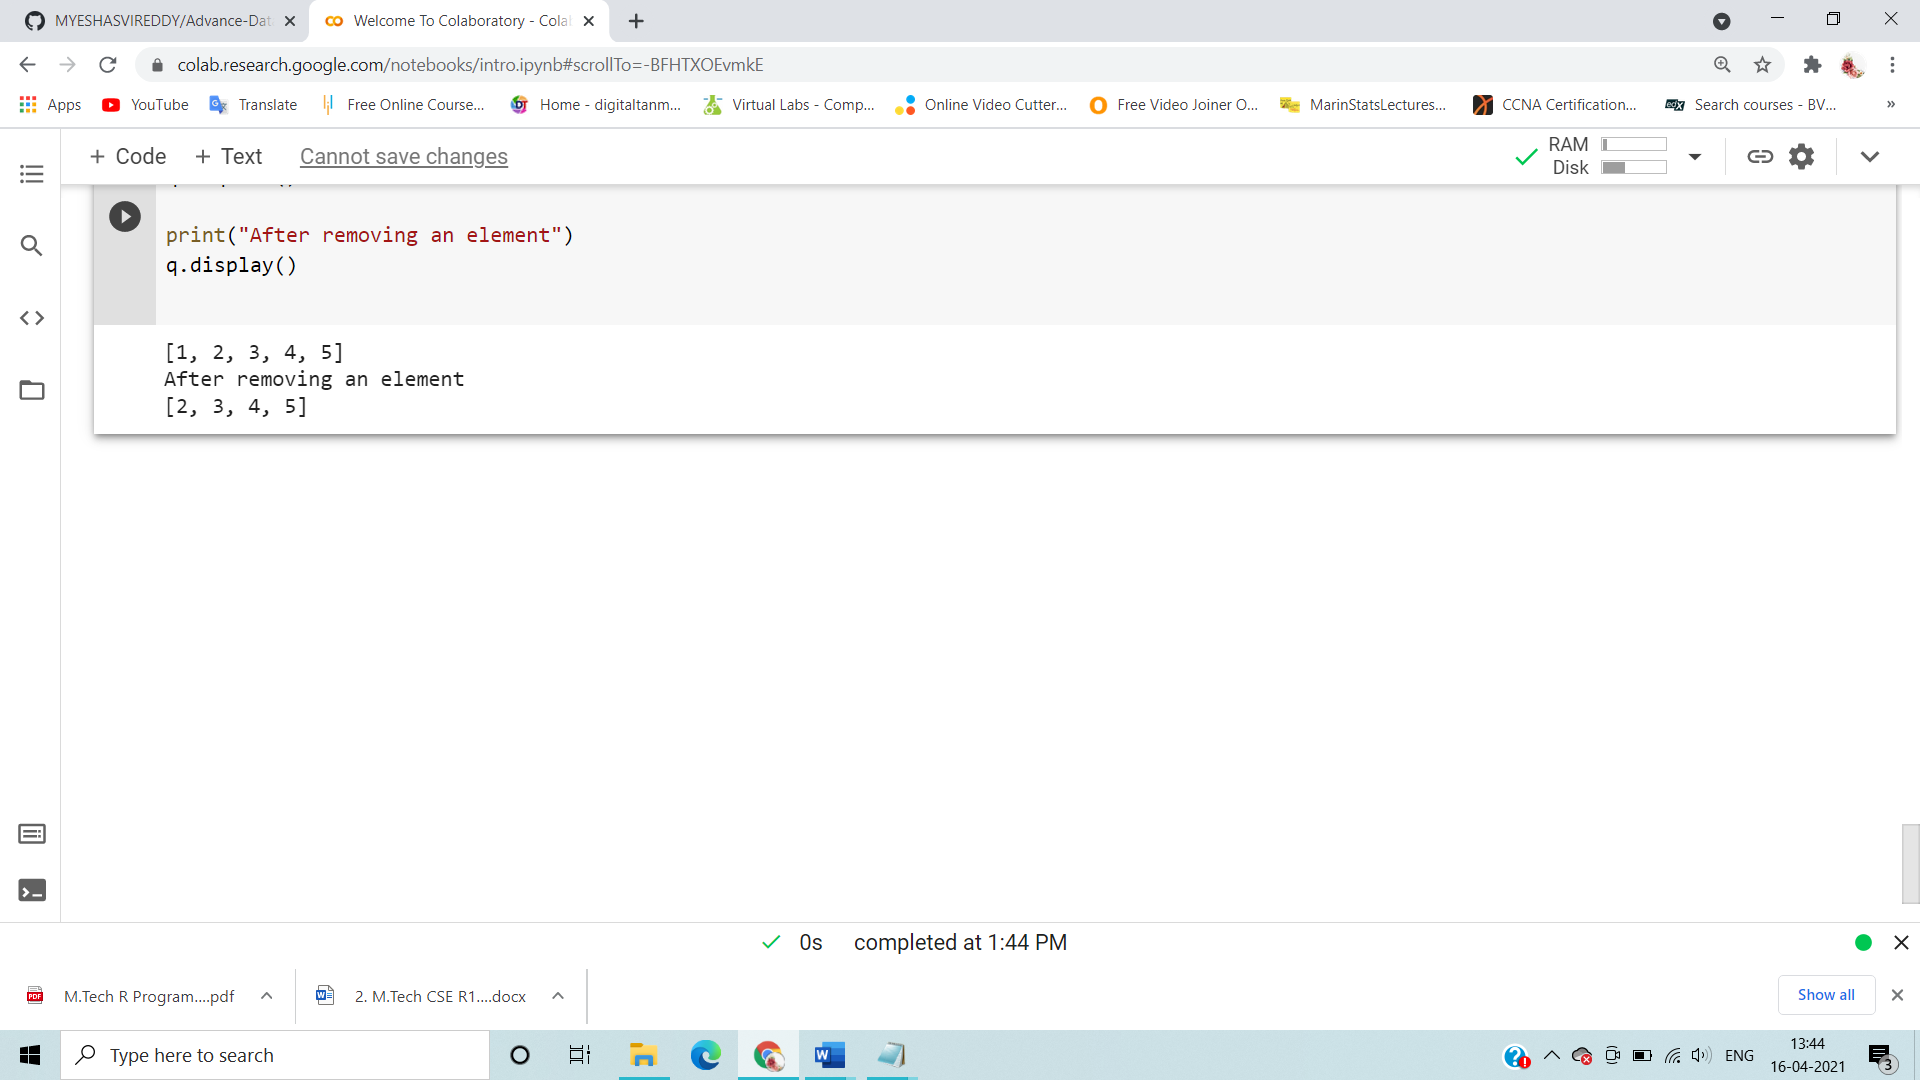 MYESHASVIREDDY/Advance-Dat
Welcome To Colaboratory - Cola
colab.research.google.com/notebooks/intro.ipynb#scrollTo=-BFHTXOEvmkE
Apps YouTube Translate Free Online Course... Home - digitaltanm... Virtual Labs - Comp... Online Video Cutter... Free Video Joiner O... MarinStatsLectures... CCNA Certification... edX Search courses - BV... »
+ Code + Text Cannot save changes
RAM
Disk
print("After removing an element")
q.display()
[1, 2, 3, 4, 5]
After removing an element
[2, 3, 4, 5]
0s completed at 1:44 PM
PDF M.Tech R Program....pdf
2. M.Tech CSE R1....docx
Show all
Type here to search
ENG
13:44
16-04-2021
3